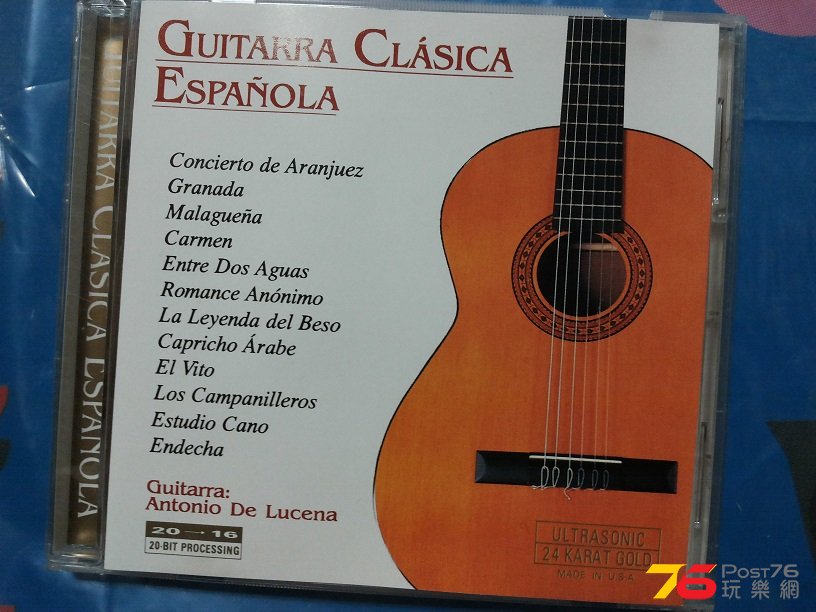 GUITARRA CLÁSICA
ESPAÑOLA
Concierto de Aranjuez
Granada
Malagueña
Carmen
Entre Dos Aguas
Romance Anónimo
La Leyenda del Beso
Capricho Árabe
El Vito
Los Campanilleros
Estudio Cano
Endecha
Guitarra:
Antonio De Lucena
20→16
20-BIT PROCESSING
ULTRASONIC
24 KARAT GOLD
MADE IN U.S.A
GUITARRA CLÁSICA ESPAÑOLA
76 POST76
玩樂網